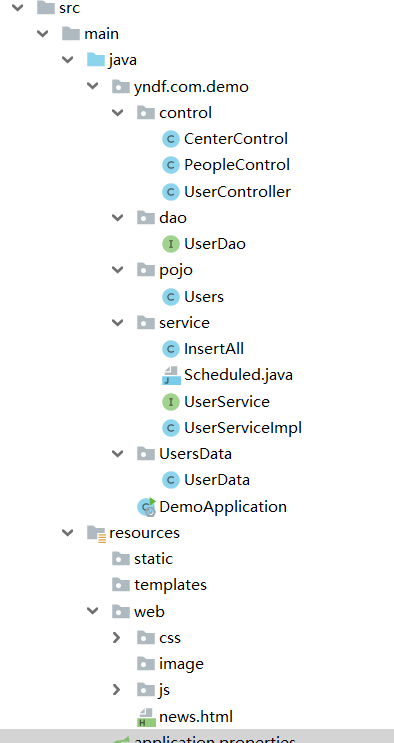 src
main
java
yndf.com.demo
control
CenterControl
PeopleControl
UserController
dao
UserDao
pojo
Users
service
InsertAll
Scheduled.java
UserService
UserServiceImpl
UsersData
UserData
DemoApplication
resources
static
templates
web
css
image
js
news.html
application.properties